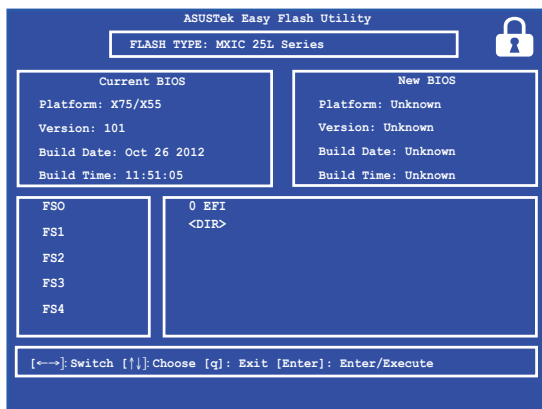 ASUSTek Easy Flash Utility
FLASH TYPE: MXIC 25L Series
Current BIOS
Platform: X75/X55
Version: 101
Build Date: Oct 26 2012
Build Time: 11:51:05
New BIOS
Platform: Unknown
Version: Unknown
Build Date: Unknown
Build Time: Unknown
FSO
FS1
FS2
FS3
FS4
0 EFI
<DIR>
[←→]: Switch [↑↓]: Choose [q]: Exit [Enter]: Enter/Execute